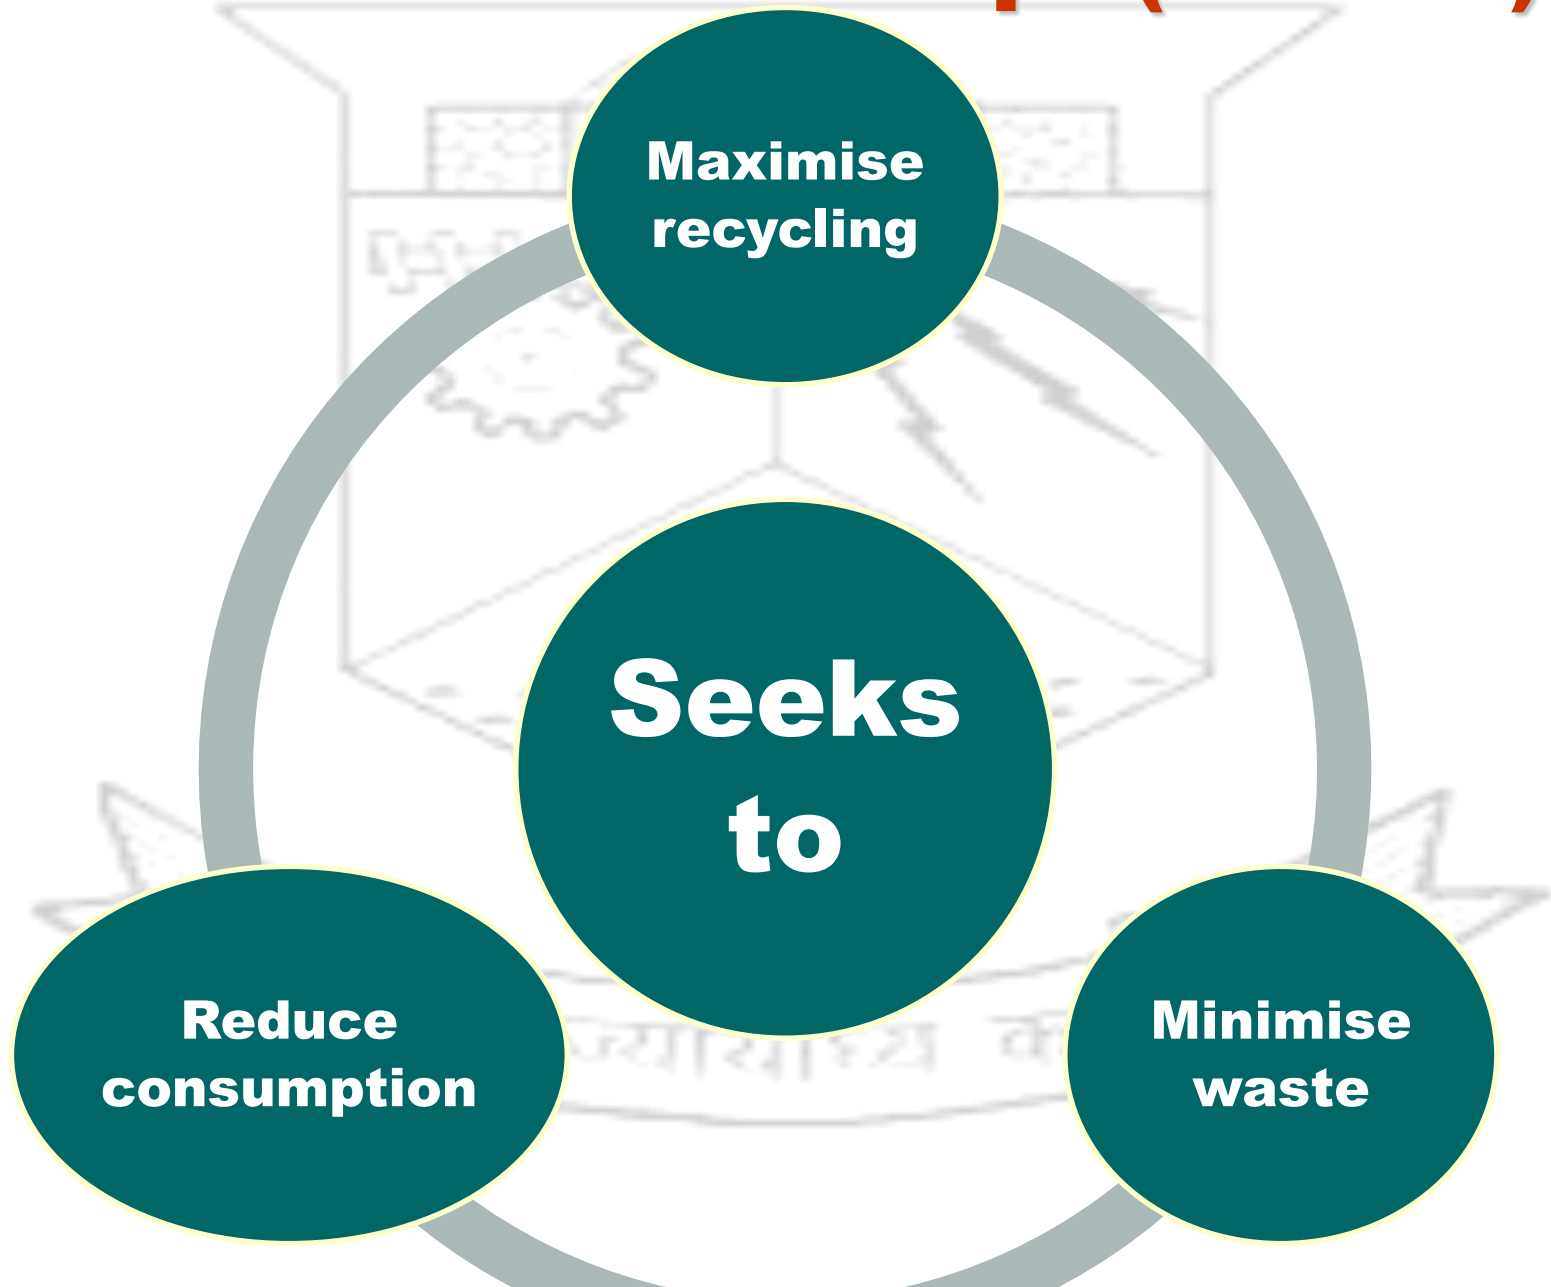 Maximise
recycling
Seeks
to
Reduce
consumption
Minimise
waste